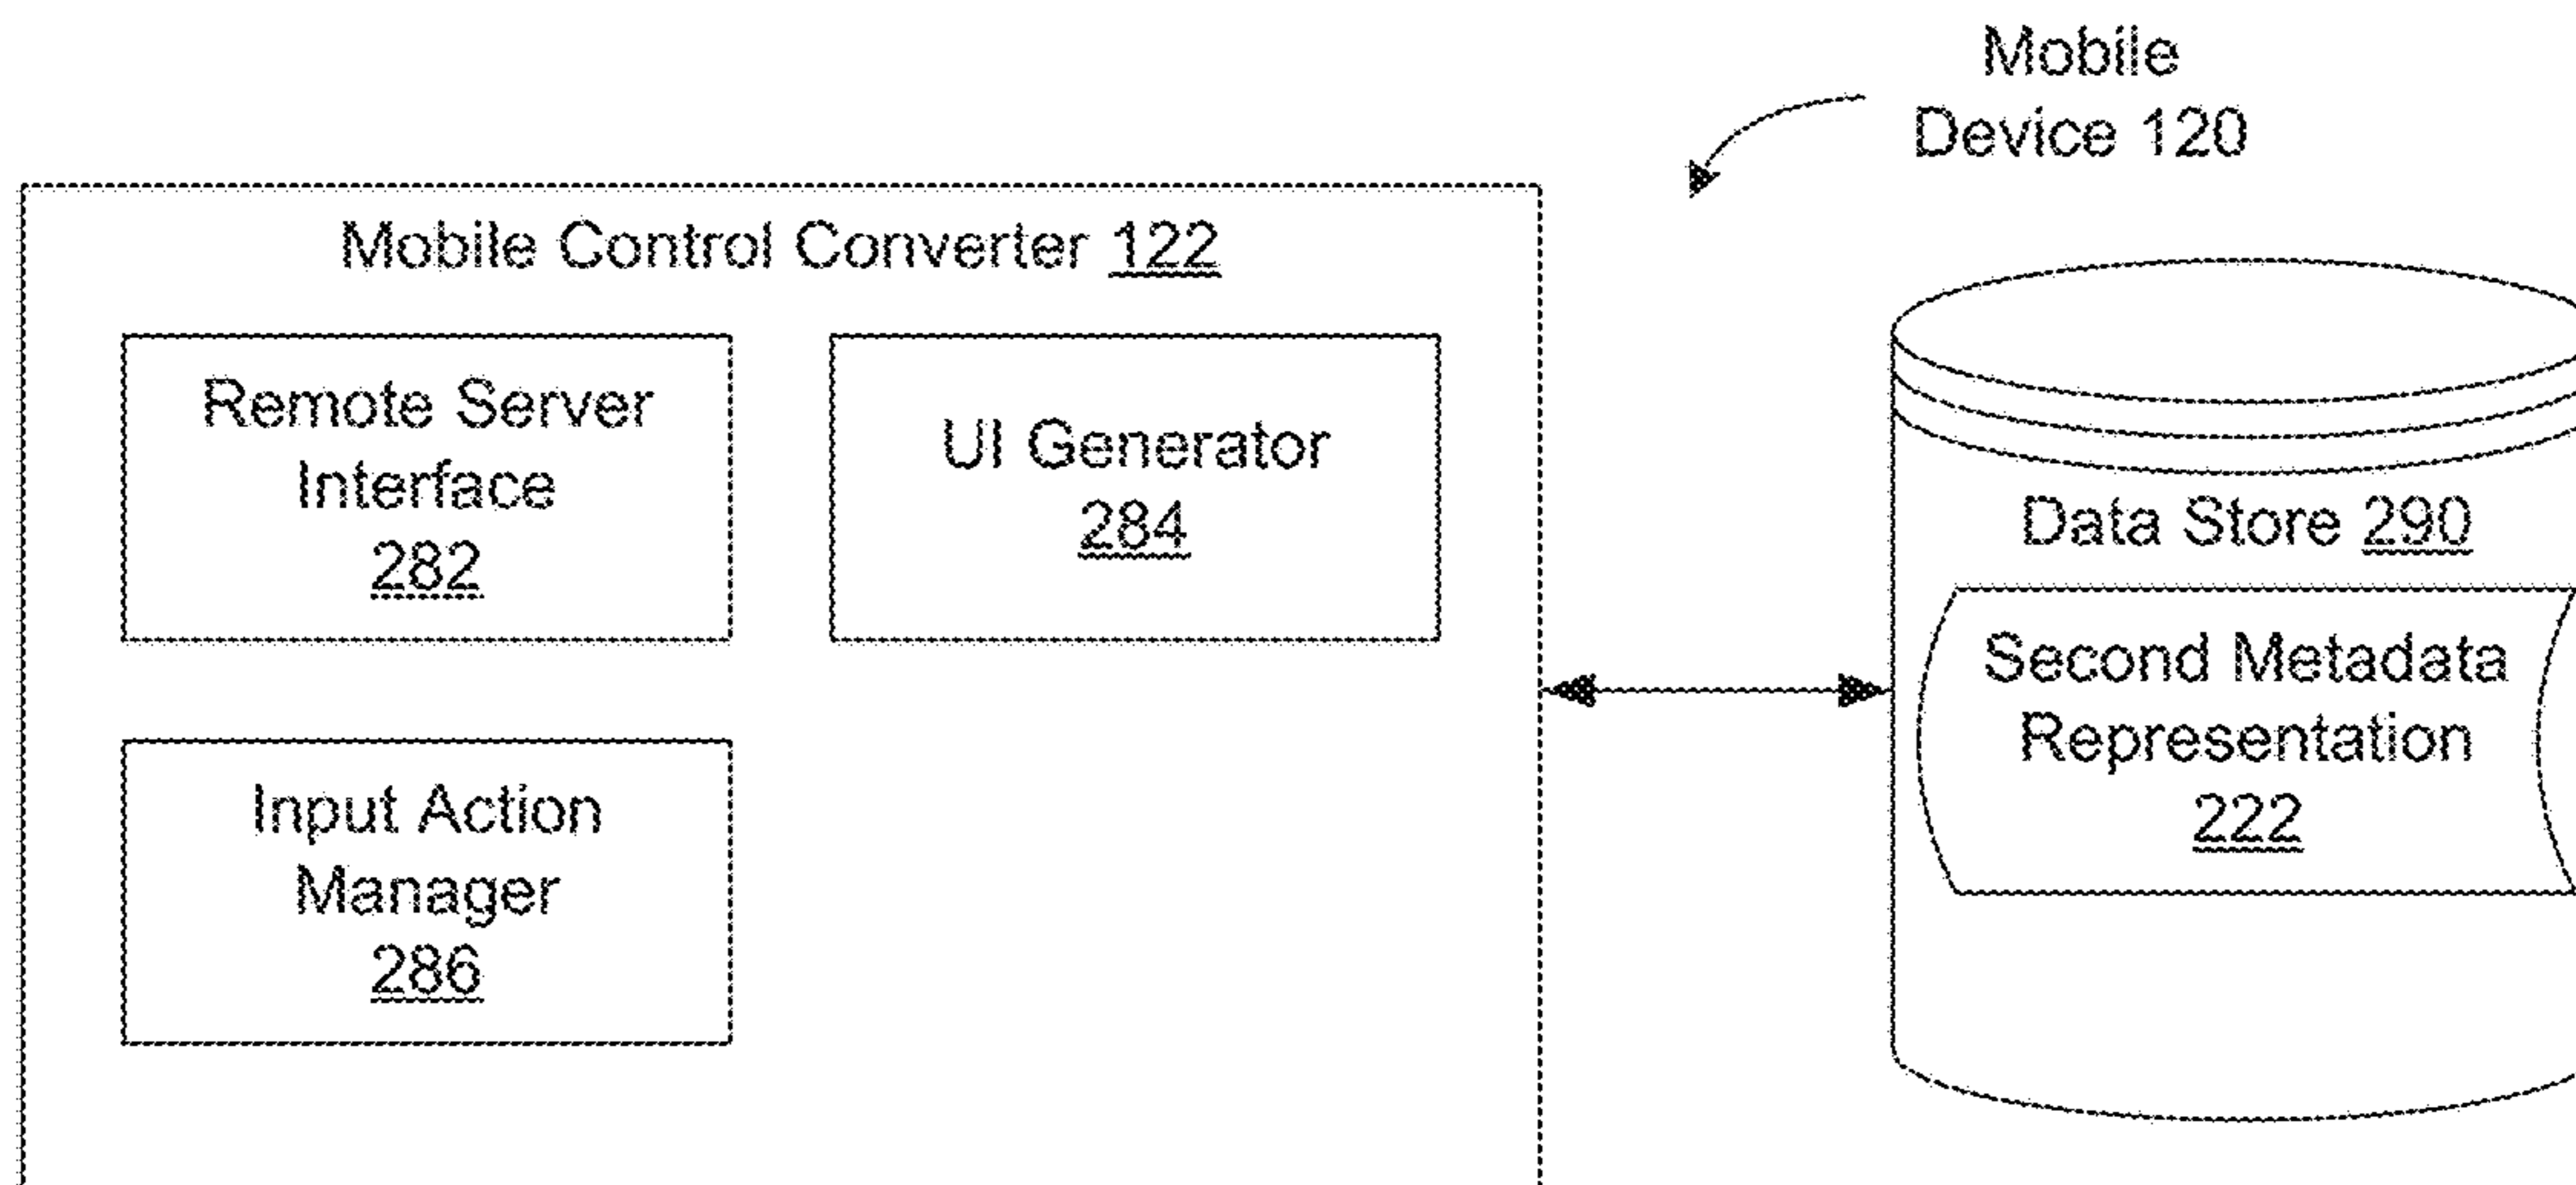 Mobile
Device 120
Mobile Control Converter 122
Remote Server
Interface
282
UI Generator
284
Input Action
Manager
286
Data Store 290
Second Metadata
Representation
222